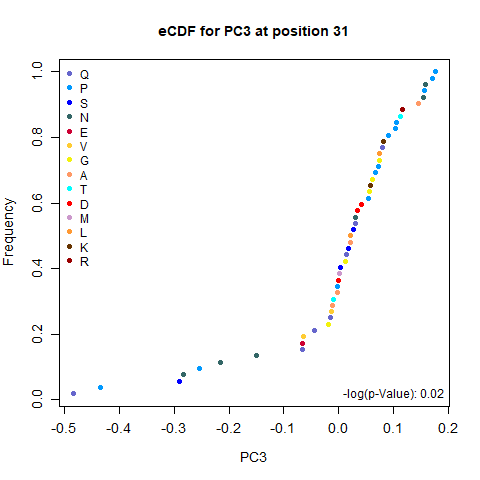 eCDF for PC3 at position 31
Frequency
1.0
0.8
0.6
0.4
0.2
0.0
Q
P
S
N
E
V
G
A
T
D
M
L
K
R
-log(p-Value): 0.02
-0.5
-0.4
-0.3
-0.2
-0.1
0.0
0.1
0.2
PC3